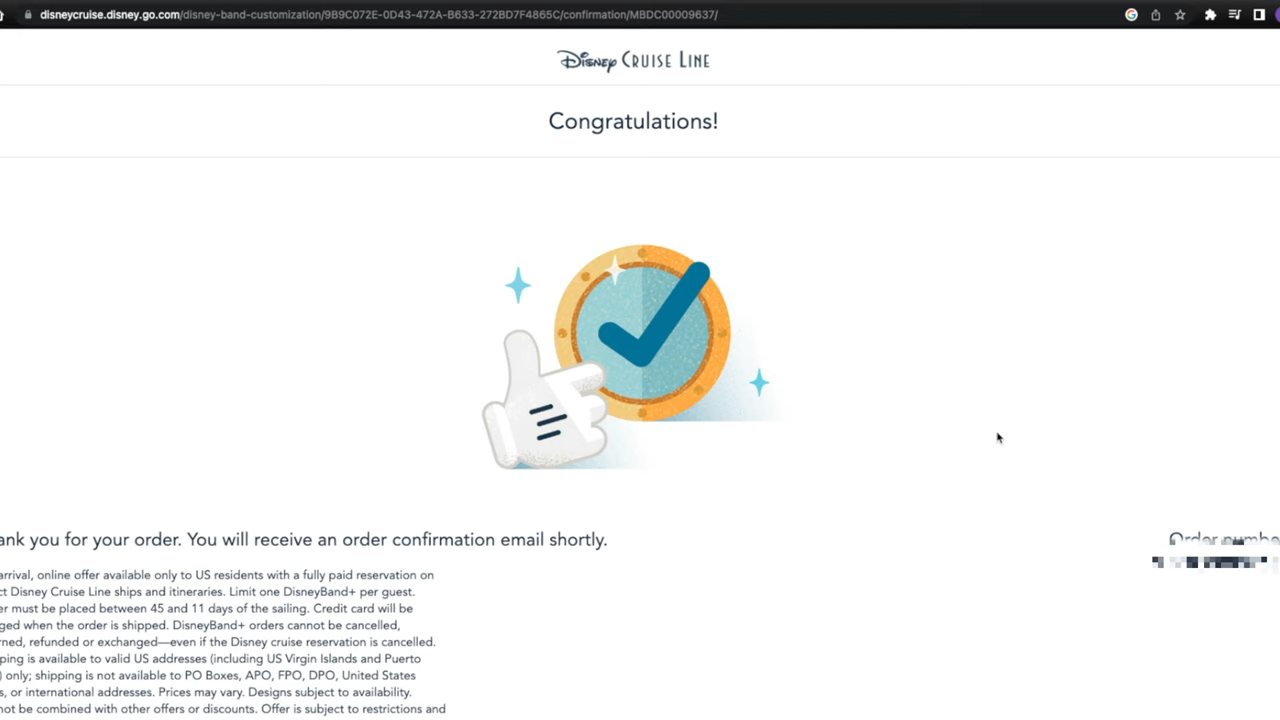 disneycruise.disney.go.com/disney-band-customization/9B9C072E-0D43-472A-B633-272BD7F4865C/confirmation/MBDC00009637/
Disney CRUISE LINE
Congratulations!
ank you for your order. You will receive an order confirmation email shortly.
Order numbe
arrival, online offer available only to US residents with a fully paid reservation on
ct Disney Cruise Line ships and itineraries. Limit one DisneyBand+ per guest.
er must be placed between 45 and 11 days of the sailing. Credit card will be
ged when the order is shipped. DisneyBand+ orders cannot be cancelled,
rned, refunded or exchanged—even if the Disney cruise reservation is cancelled.
ping is available to valid US addresses (including US Virgin Islands and Puerto
) only; shipping is not available to PO Boxes, APO, FPO, DPO, United States
s, or international addresses. Prices may vary. Designs subject to availability.
not be combined with other offers or discounts. Offer is subject to restrictions and